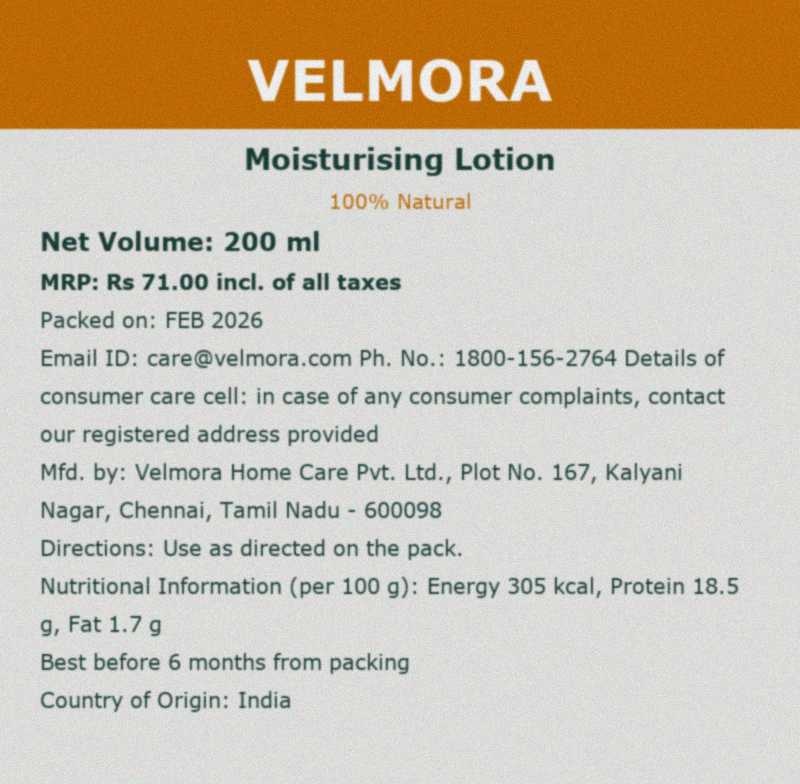 VELMORA
Moisturising Lotion
100% Natural
Net Volume: 200 ml
MRP: Rs 71.00 incl. of all taxes
Packed on: FEB 2026
Email ID: care@velmora.com Ph. No.: 1800-156-2764 Details of
consumer care cell: in case of any consumer complaints, contact
our registered address provided
Mfd. by: Velmora Home Care Pvt. Ltd., Plot No. 167, Kalyani
Nagar, Chennai, Tamil Nadu - 600098
Directions: Use as directed on the pack.
Nutritional Information (per 100 g): Energy 305 kcal, Protein 18.5
g, Fat 1.7 g
Best before 6 months from packing
Country of Origin: India